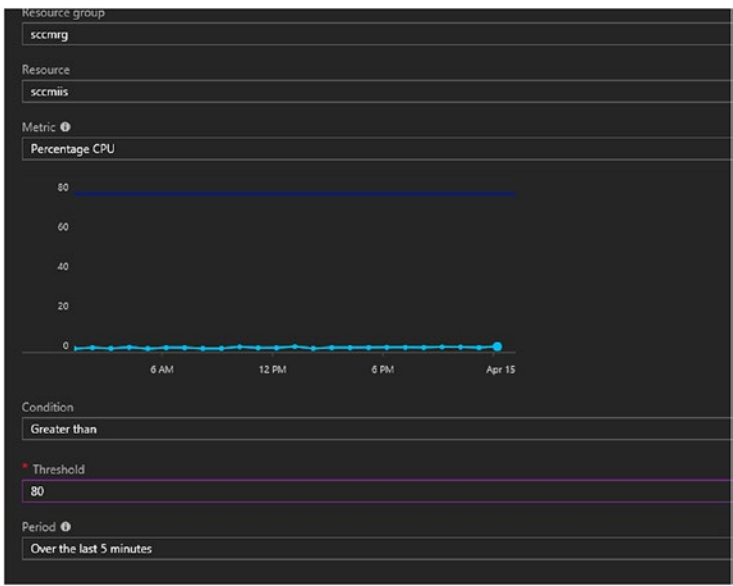 Resource group
sccmrg
Resource
sccmiis
Metric
Percentage CPU
80
60
40
20
0
6 AM 12 PM 6 PM Apr 15
Condition
Greater than
* Threshold
80
Period
Over the last 5 minutes